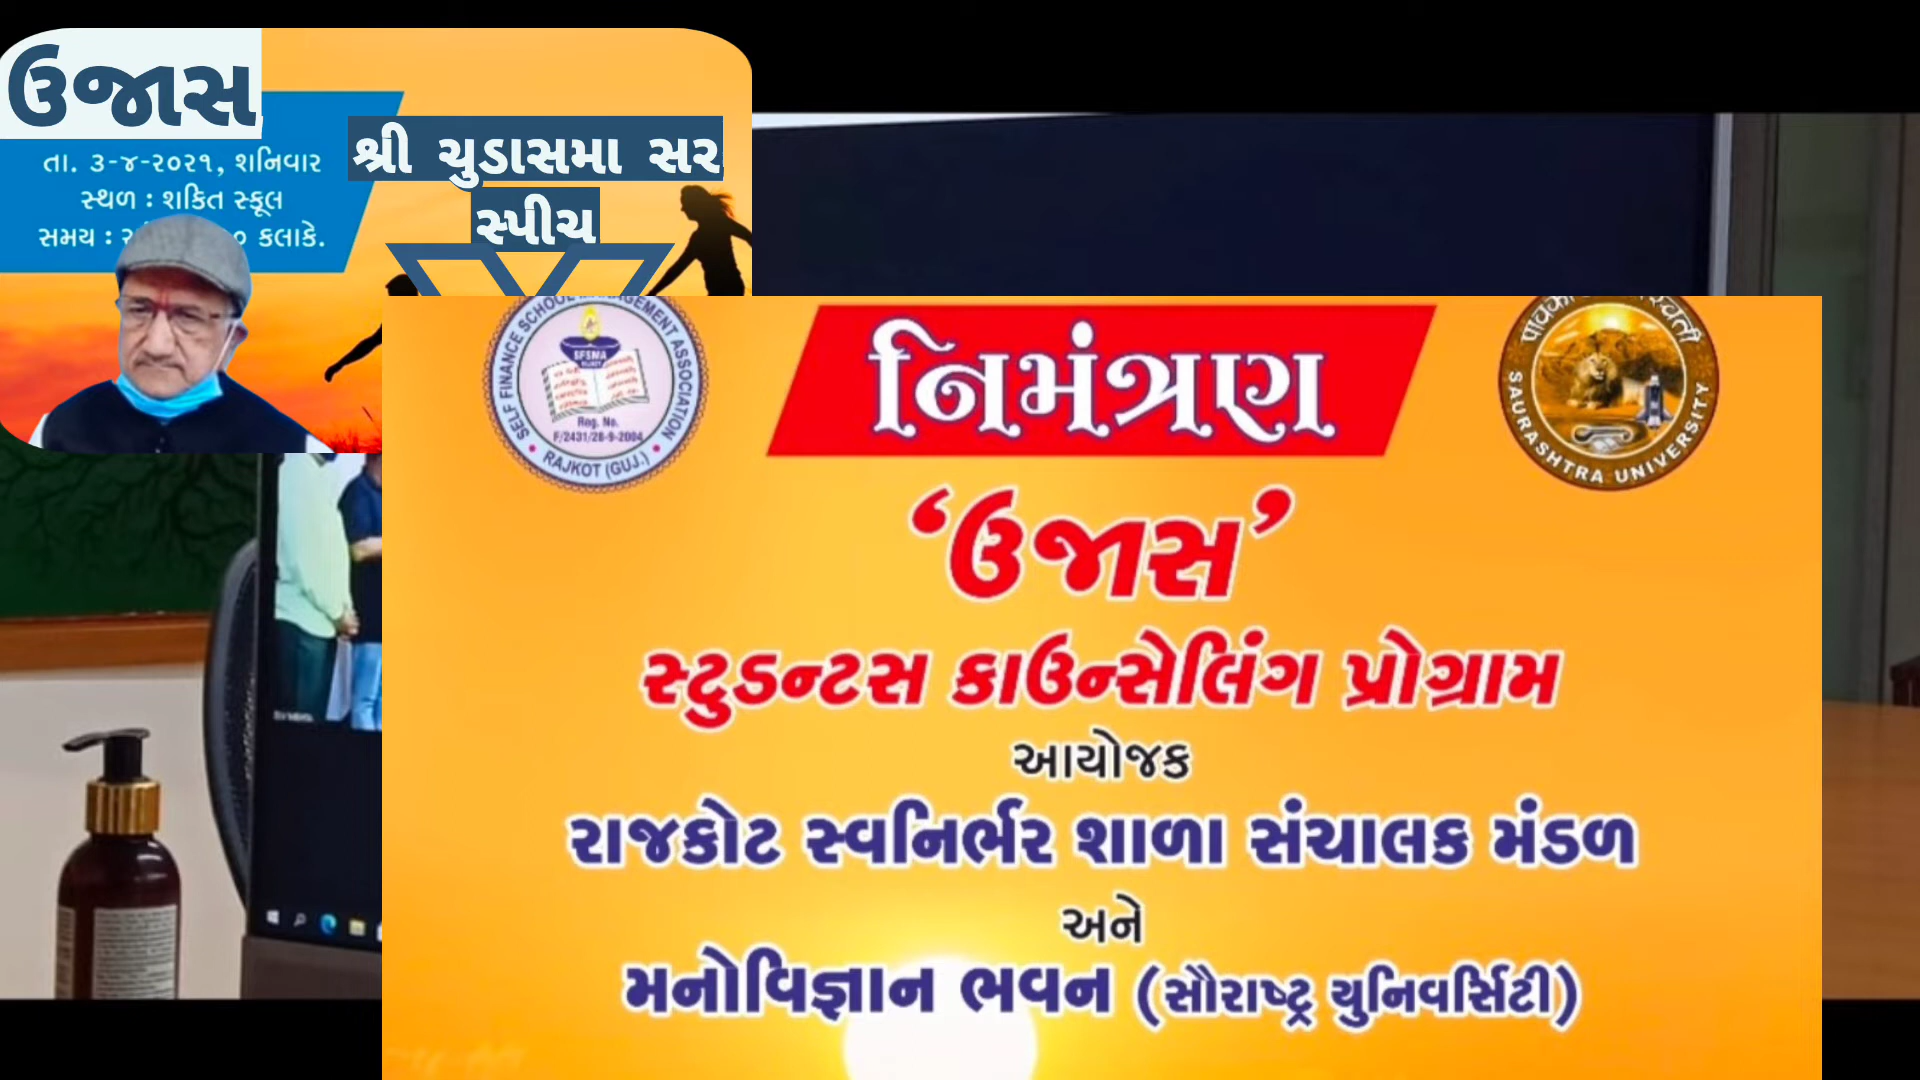 ઉજાસ
તા. ૩-૪-૨૦૨૧, શનિવાર
સ્થળ : શકિત સ્કૂલ
સમય :
૦ કલાકે.
શ્રી ચુડાસમા સર
સ્પીચ
SELF FINANCE SCHOOL MANAGEMENT ASSOCIATION
SFSMA
Reg. No.
F/2431/28-9-2004
RAJKOT (GUJ.)
નિમંત્રણ
SAURASHTRA UNIVERSITY
‘ઉજાસ’
સ્ટુડન્ટસ કાઉન્સેલિંગ પ્રોગ્રામ
આયોજક
રાજકોટ સ્વનિર્ભર શાળા સંચાલક મંડળ
અને
મનોવિજ્ઞાન ભવન (સૌરાષ્ટ્ર યુનિવર્સિટી)